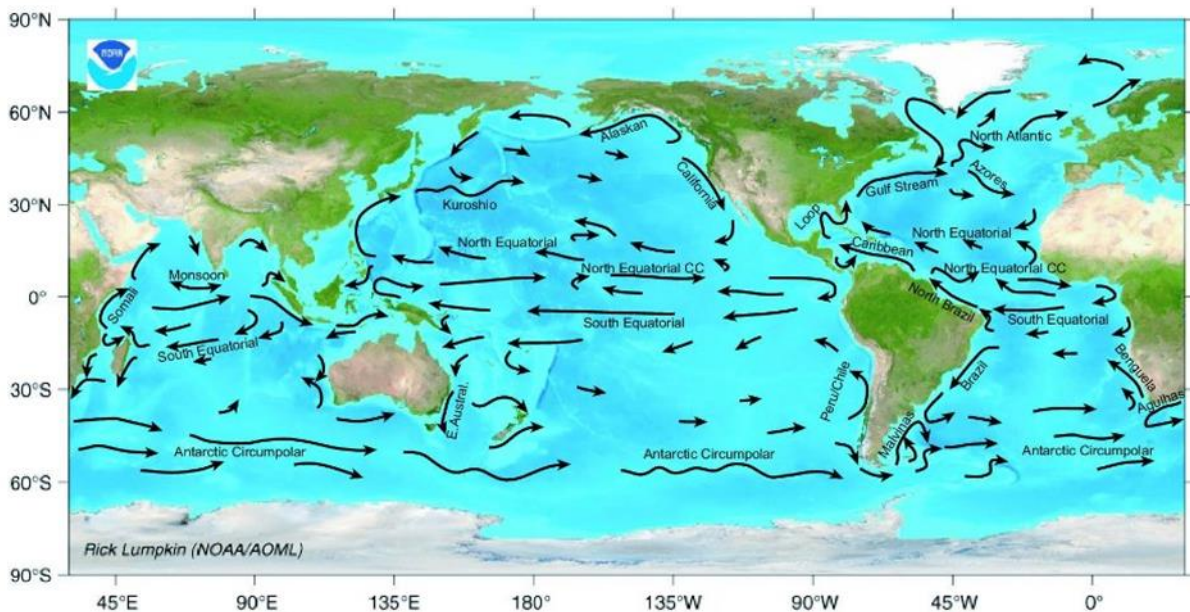 90°N
NOAA
60°N
Alaskan
North Atlantic
California
Gulf Stream
Azores
Kuroshio
30°N
Loop
North Equatorial
North Equatorial
Caribbean
Monsoon
North Equatorial CC
North Equatorial CC
0°
Somali
North Brazil
South Equatorial
South Equatorial
South Equatorial
Brazil
Benguela
30°S
E.Austral.
Peru/Chile
Agulhas
Malvinas
Antarctic Circumpolar
Antarctic Circumpolar
Antarctic Circumpolar
60°S
Rick Lumpkin (NOAA/AOML)
90°S
45°E 90°E 135°E 180° 135°W 90°W 45°W 0°